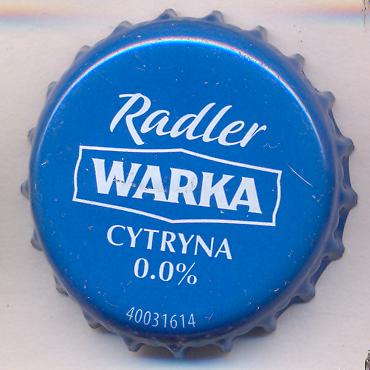 Radler
WARKA
CYTRYNA
0.0%
40031614